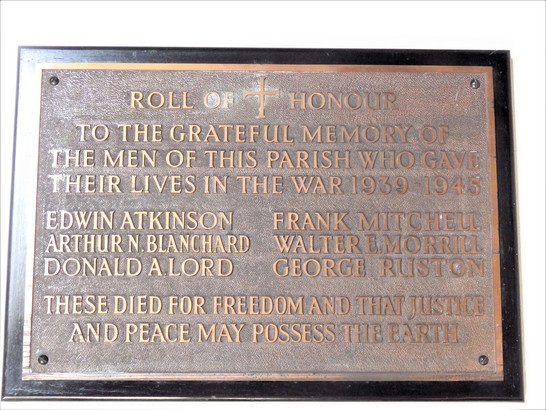 ROLL OF HONOUR
TO THE GRATEFUL MEMORY OF
THE MEN OF THIS PARISH WHO GAVE
THEIR LIVES IN THE WAR 1939-1945
EDWIN ATKINSON FRANK MITCHELL
ARTHUR N. BLANCHARD WALTER E. MORRILL
DONALD A. LORD GEORGE RUSTON
THESE DIED FOR FREEDOM AND THAT JUSTICE
AND PEACE MAY POSSESS THE EARTH